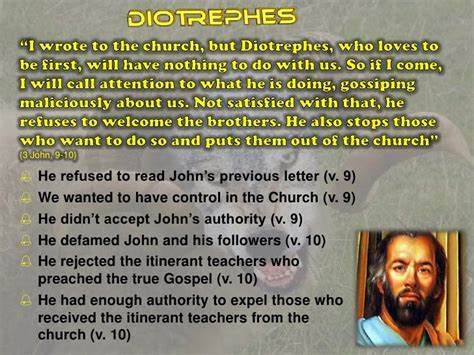 DIOTREPHES
“I wrote to the church, but Diotrephes, who loves to
be first, will have nothing to do with us. So if I come,
I will call attention to what he is doing, gossiping
maliciously about us. Not satisfied with that, he
refuses to welcome the brothers. He also stops those
who want to do so and puts them out of the church”
(3 John, 9-10)
He refused to read John’s previous letter (v. 9)
We wanted to have control in the Church (v. 9)
He didn’t accept John’s authority (v. 9)
He defamed John and his followers (v. 10)
He rejected the itinerant teachers who
preached the true Gospel (v. 10)
He had enough authority to expel those who
received the itinerant teachers from
the church (v. 10)